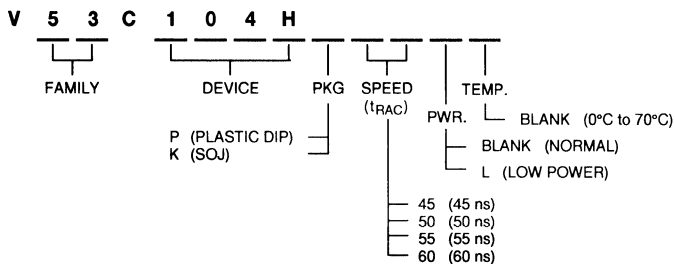 V 5 3 C 1 0 4 H
FAMILY DEVICE PKG SPEED (tRAC) PWR. TEMP.
BLANK (0°C to 70°C)
P (PLASTIC DIP)
K (SOJ)
BLANK (NORMAL)
L (LOW POWER)
45 (45 ns)
50 (50 ns)
55 (55 ns)
60 (60 ns)